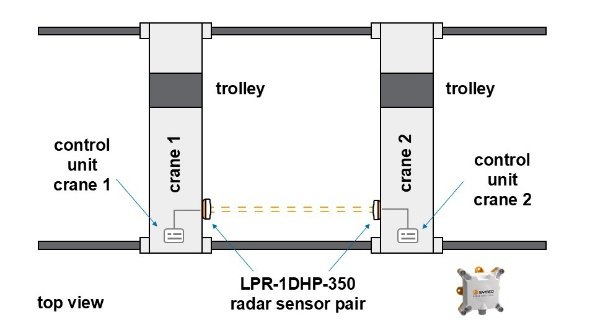 trolley
trolley
crane 1
crane 2
control
unit
crane 1
control
unit
crane 2
LPR-1DHP-350
radar sensor pair
top view
SYMEO